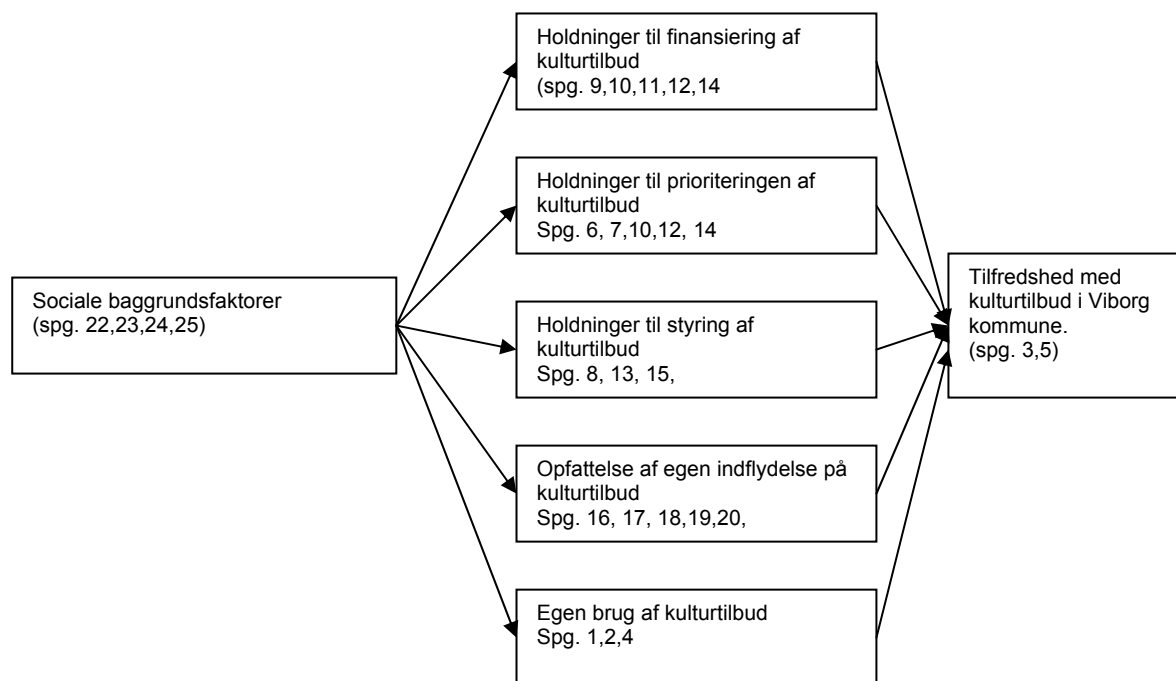 Holdninger til finansiering af
kulturtilbud
(spg. 9,10,11,12,14
Holdninger til prioriteringen af
kulturtilbud
Spg. 6, 7,10,12, 14
Sociale baggrundsfaktorer
(spg. 22,23,24,25)
Holdninger til styring af
kulturtilbud
Spg. 8, 13, 15,
Opfattelse af egen indflydelse på
kulturtilbud
Spg. 16, 17, 18,19,20,
Egen brug af kulturtilbud
Spg. 1,2,4
Tilfredshed med
kulturtilbud i Viborg
kommune.
(spg. 3,5)